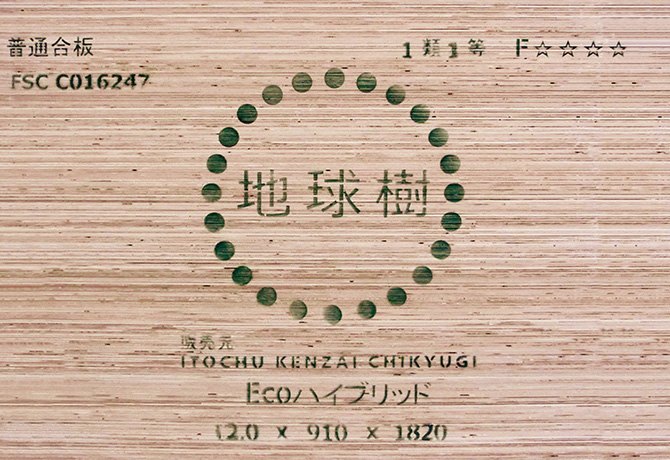 普通合板
1類1等 F☆☆☆☆
FSC C016247
地球樹
販売元
ITOCHU KENZAI CHIKYUGI
Ecoハイブリッド
12.0 × 910 × 1820